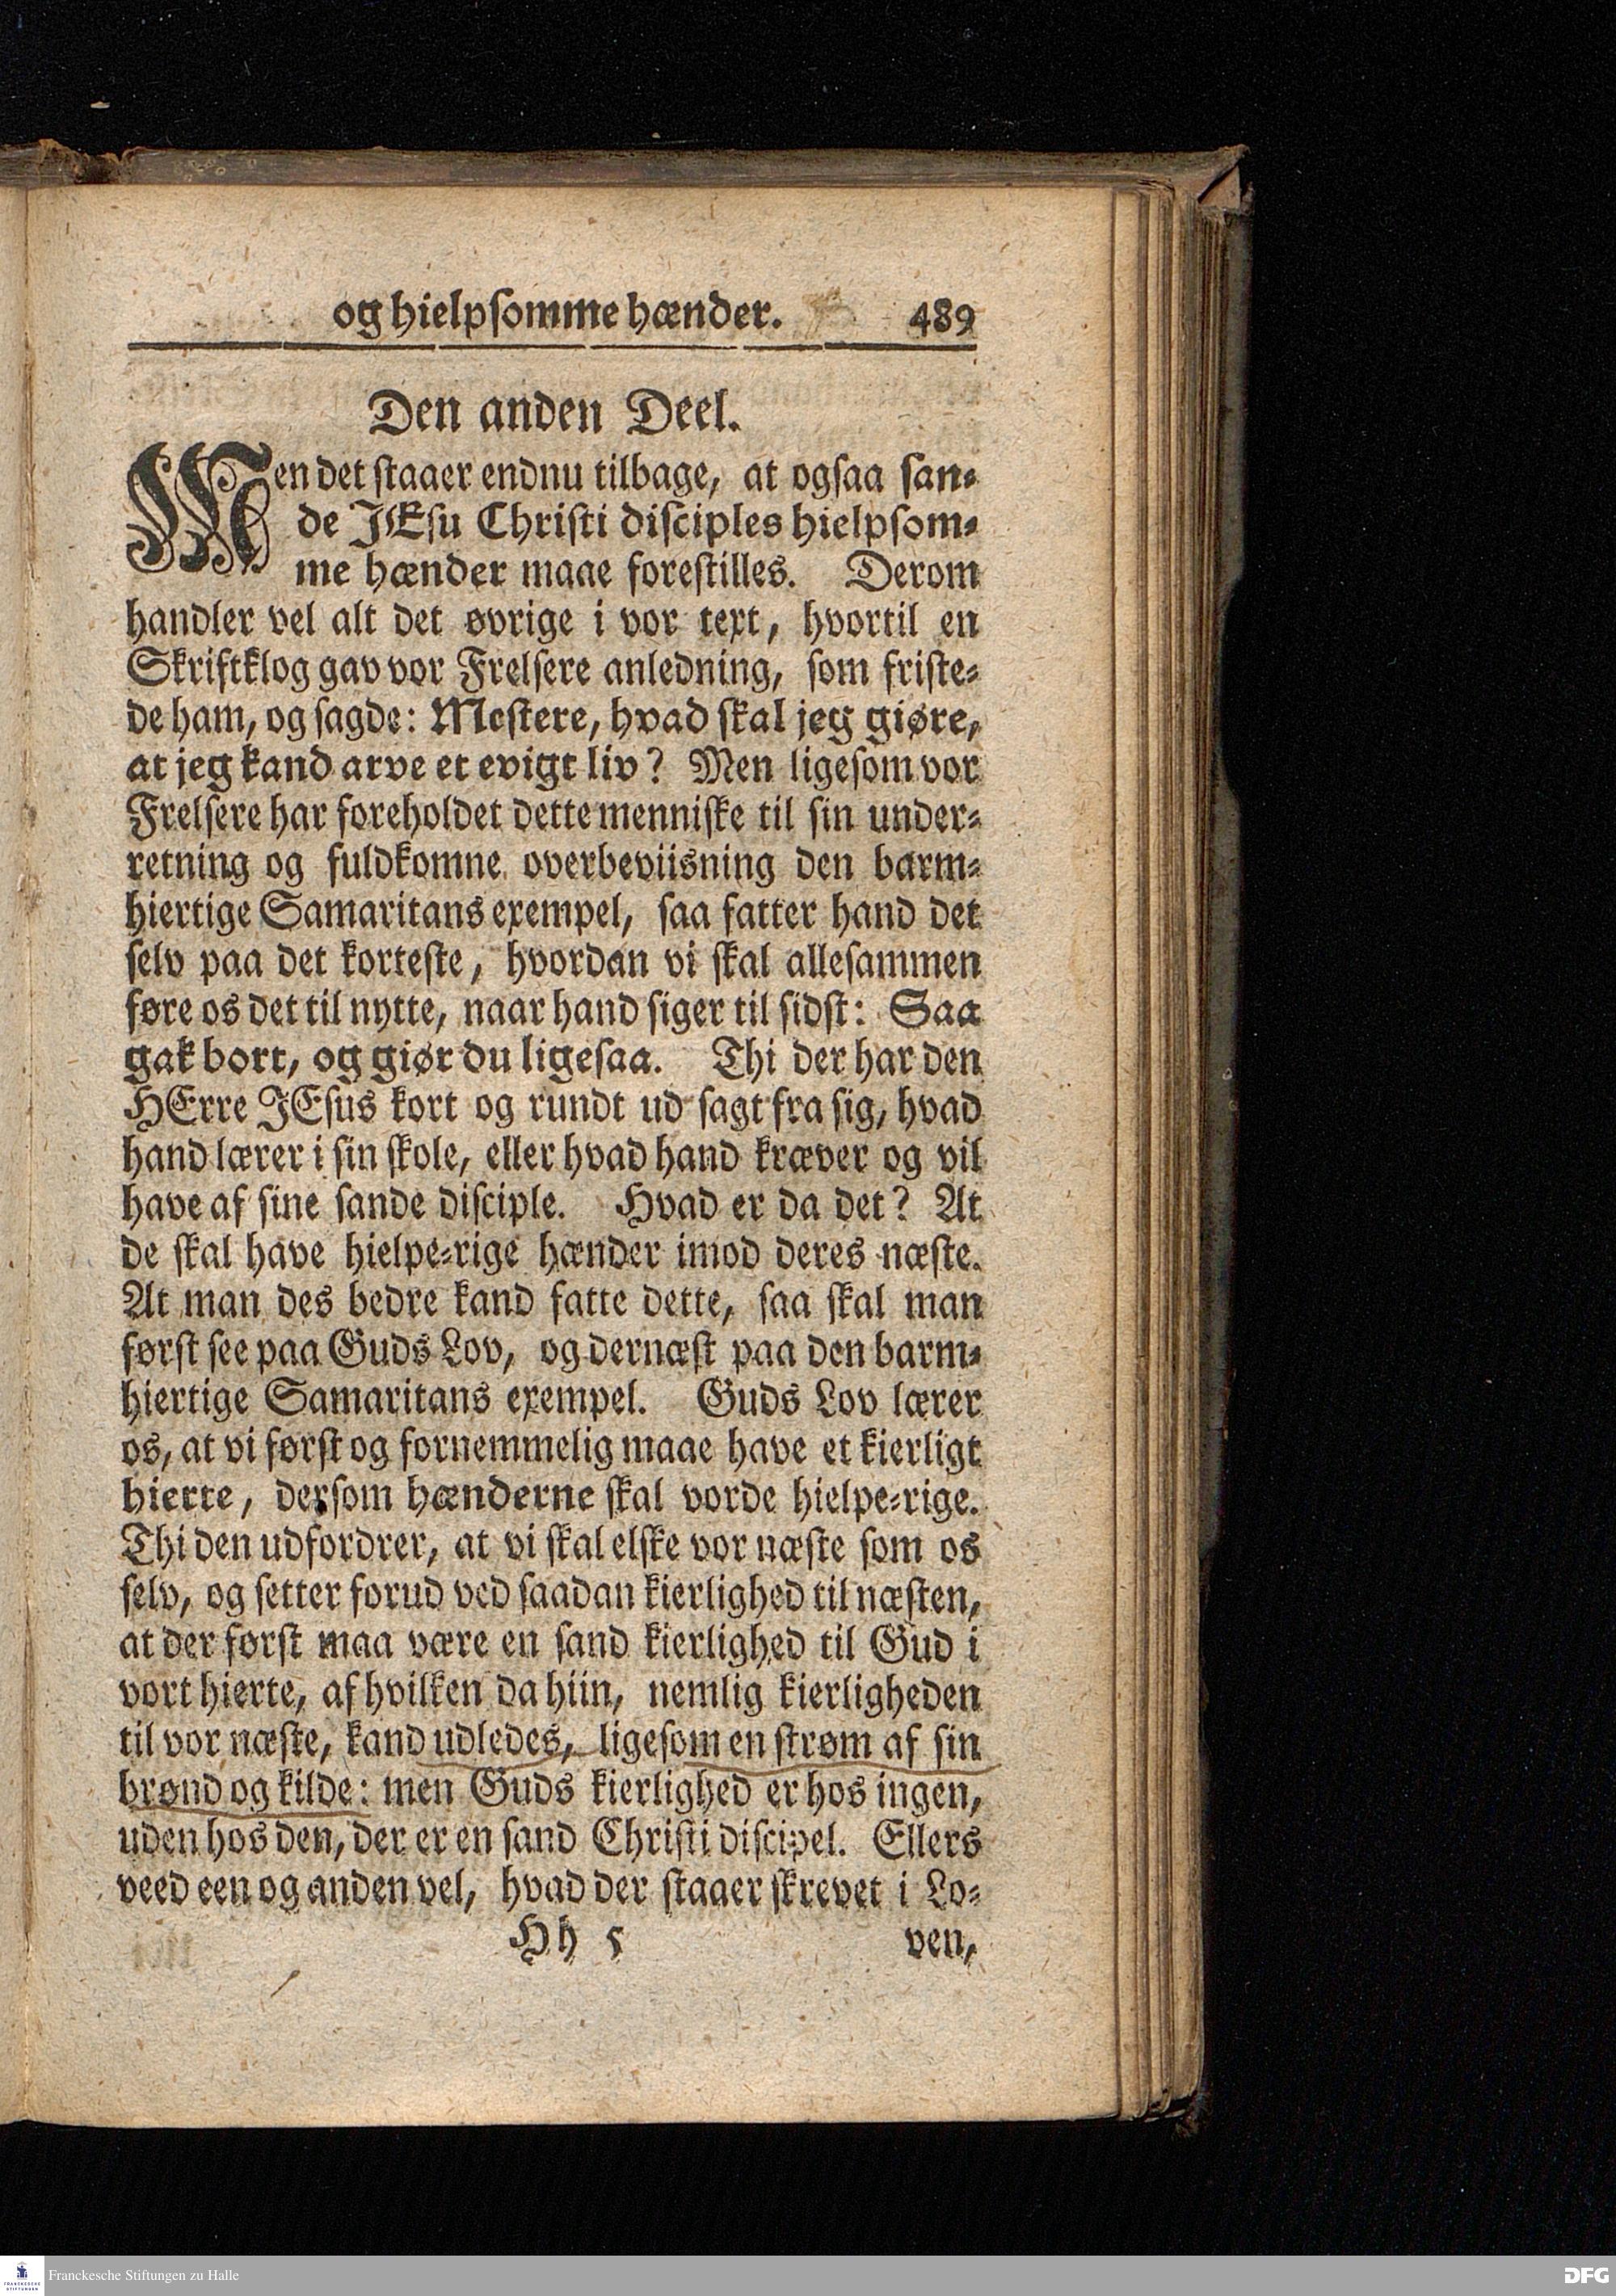 og hielpsomme hænder. 489
Den anden Deel.
Men det staaer endnu tilbage, at ogsaa san-
de JEsu Christi disciples hielpsom-
me hænder maae forestilles. Derom
handler vel alt det øvrige i vor text, hvortil en
Skriftklog gav vor Frelsere anledning, som friste-
de ham, og sagde: Mestere, hvad skal jeg giøre,
at jeg kand arve et evigt liv? Men ligesom vor
Frelsere har foreholdet dette menniske til sin under-
retning og fuldkomne overbeviisning den barm-
hiertige Samaritans exempel, saa fatter hand det
selv paa det korteste, hvordan vi skal allesammen
føre os det til nytte, naar hand siger til sidst: Saa
gak bort, og giør du ligesaa. Thi der har den
HErre JEsus kort og rundt ud sagt fra sig, hvad
hand lærer i sin skole, eller hvad hand kræver og vil
have af sine sande disciple. Hvad er da det? At
de skal have hielpe-rige hænder imod deres næste.
At man des bedre kand fatte dette, saa skal man
først see paa Guds Lov, og dernæst paa den barm-
hiertige Samaritans exempel. Guds Lov lærer
os, at vi først og fornemmelig maae have et kierligt
hierte, dersom hænderne skal vorde hielpe-rige.
Thi den udfordrer, at vi skal elske vor næste som os
selv, og setter forud ved saadan kierlighed til næsten,
at der først maa være en sand kierlighed til Gud i
vort hierte, af hvilken da hiin, nemlig kierligheden
til vor næste, kand udledes, ligesom en strøm af sin
brønd og kilde: men Guds kierlighed er hos ingen,
uden hos den, der er en sand Christi discipel. Ellers
veed een og anden vel, hvad der staaer skrevet i Lo-
Hh 5 ven,
Franckesche Stiftungen zu Halle
FRANCKESCHE STIFTUNGEN
DFG